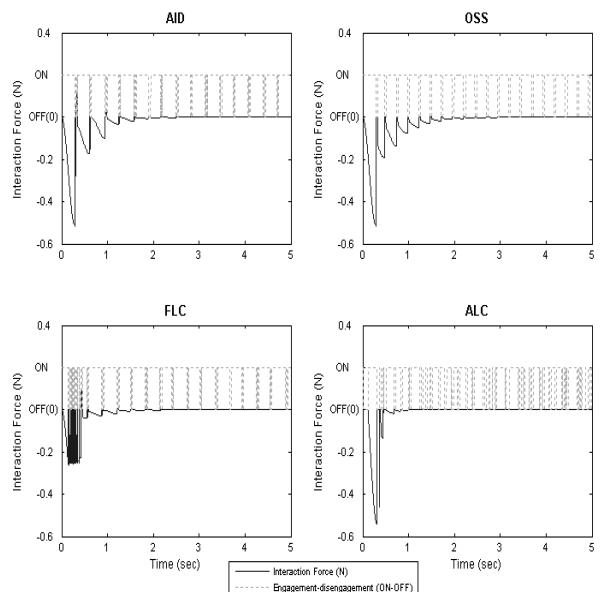 AID
OSS
0.4
ON
OFF(0)
-0.2
-0.4
-0.6
Interaction Force (N)
0 1 2 3 4 5
0.4
ON
OFF(0)
-0.2
-0.4
-0.6
Interaction Force (N)
0 1 2 3 4 5
FLC
ALC
0.4
ON
OFF(0)
-0.2
-0.4
-0.6
Interaction Force (N)
0 1 2 3 4 5
Time (sec)
0.4
ON
OFF(0)
-0.2
-0.4
-0.6
Interaction Force (N)
0 1 2 3 4 5
Time (sec)
Interaction Force (N)
Engagement-disengagement (ON-OFF)